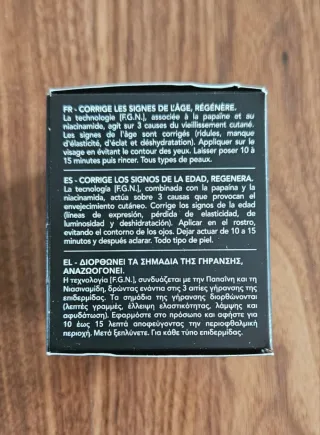 FR - CORRIGE LES SIGNES DE L'ÂGE, RÉGÉNÈRE.
La technologie [F.G.N.], associée à la papaïne et au
niacinamide, agit sur 3 causes du vieillissement cutané.
Les signes de l'âge sont corrigés (ridules, manque
d'élasticité, d'éclat et déshydratation). Appliquer sur le
visage en évitant le contour des yeux. Laisser poser 10 à
15 minutes puis rincer. Tous types de peaux.
ES - CORRIGE LOS SIGNOS DE LA EDAD, REGENERA.
La tecnología [F.G.N.], combinada con la papaína y la
niacinamida, actúa sobre 3 causas que provocan el
envejecimiento cutáneo. Corrige los signos de la edad
(líneas de expresión, pérdida de elasticidad, de
luminosidad y deshidratación). Aplicar en el rostro,
evitando el contorno de los ojos. Dejar actuar de 10 a 15
minutos y después aclarar. Todo tipo de piel.
EL - ΔΙΟΡΘΩΝΕΙ ΤΑ ΣΗΜΑΔΙΑ ΤΗΣ ΓΗΡΑΝΣΗΣ,
ΑΝΑΖΩΟΓΟΝΕΙ.
Η τεχνολογία [F.G.N.], συνδυάζεται με την Παπαΐνη και τη
Νιασιναμίδη, δρώντας ενάντια στις 3 αιτίες γήρανσης της
επιδερμίδας. Τα σημάδια της γήρανσης διορθώνονται
(λεπτές γραμμές, έλλειψη ελαστικότητας, λάμψης και
αφυδάτωση). Εφαρμόστε στο πρόσωπο και αφήστε για
10 έως 15 λεπτά αποφεύγοντας την περιοφθαλμική
περιοχή. Μετά ξεπλύνετε. Για κάθε τύπο επιδερμίδας.